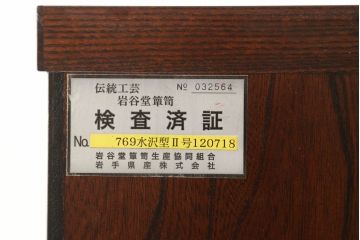 伝統工芸 № 032564
岩谷堂箪笥
検査済証
No. 769水沢型Ⅱ号120718
岩谷堂箪笥生産協同組合
岩手県産株式会社